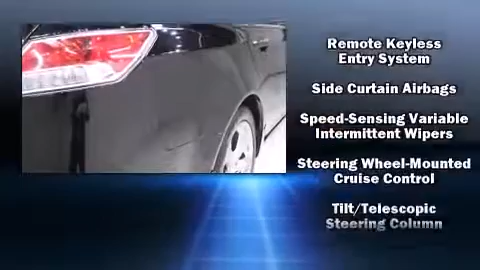 Remote Keyless
Entry System
Side Curtain Airbags
Speed-Sensing Variable
Intermittent Wipers
Steering Wheel-Mounted
Cruise Control
Tilt/Telescopic
Steering Column